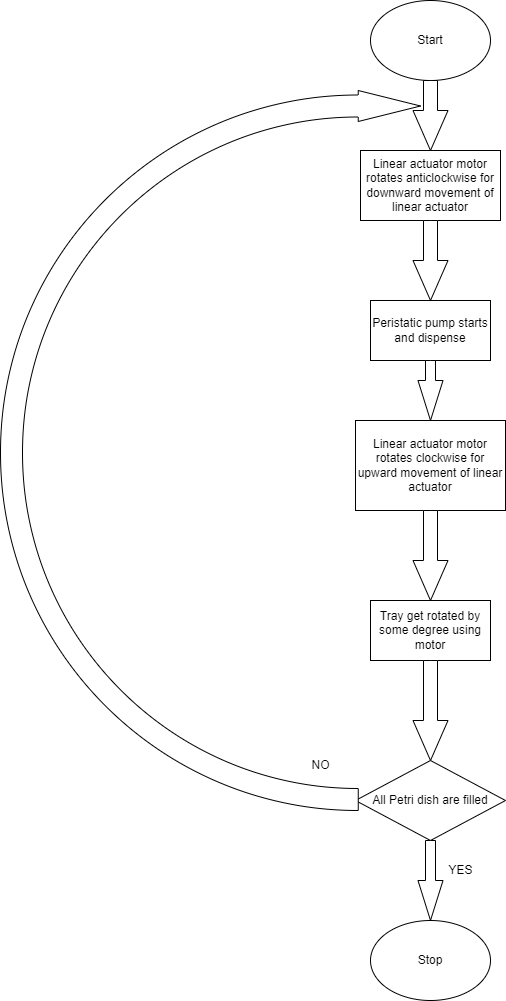 Start
Linear actuator motor
rotates anticlockwise for
downward movement of
linear actuator
Peristatic pump starts
and dispense
Linear actuator motor
rotates clockwise for
upward movement of linear
actuator
Tray get rotated by
some degree using
motor
NO
All Petri dish are filled
YES
Stop